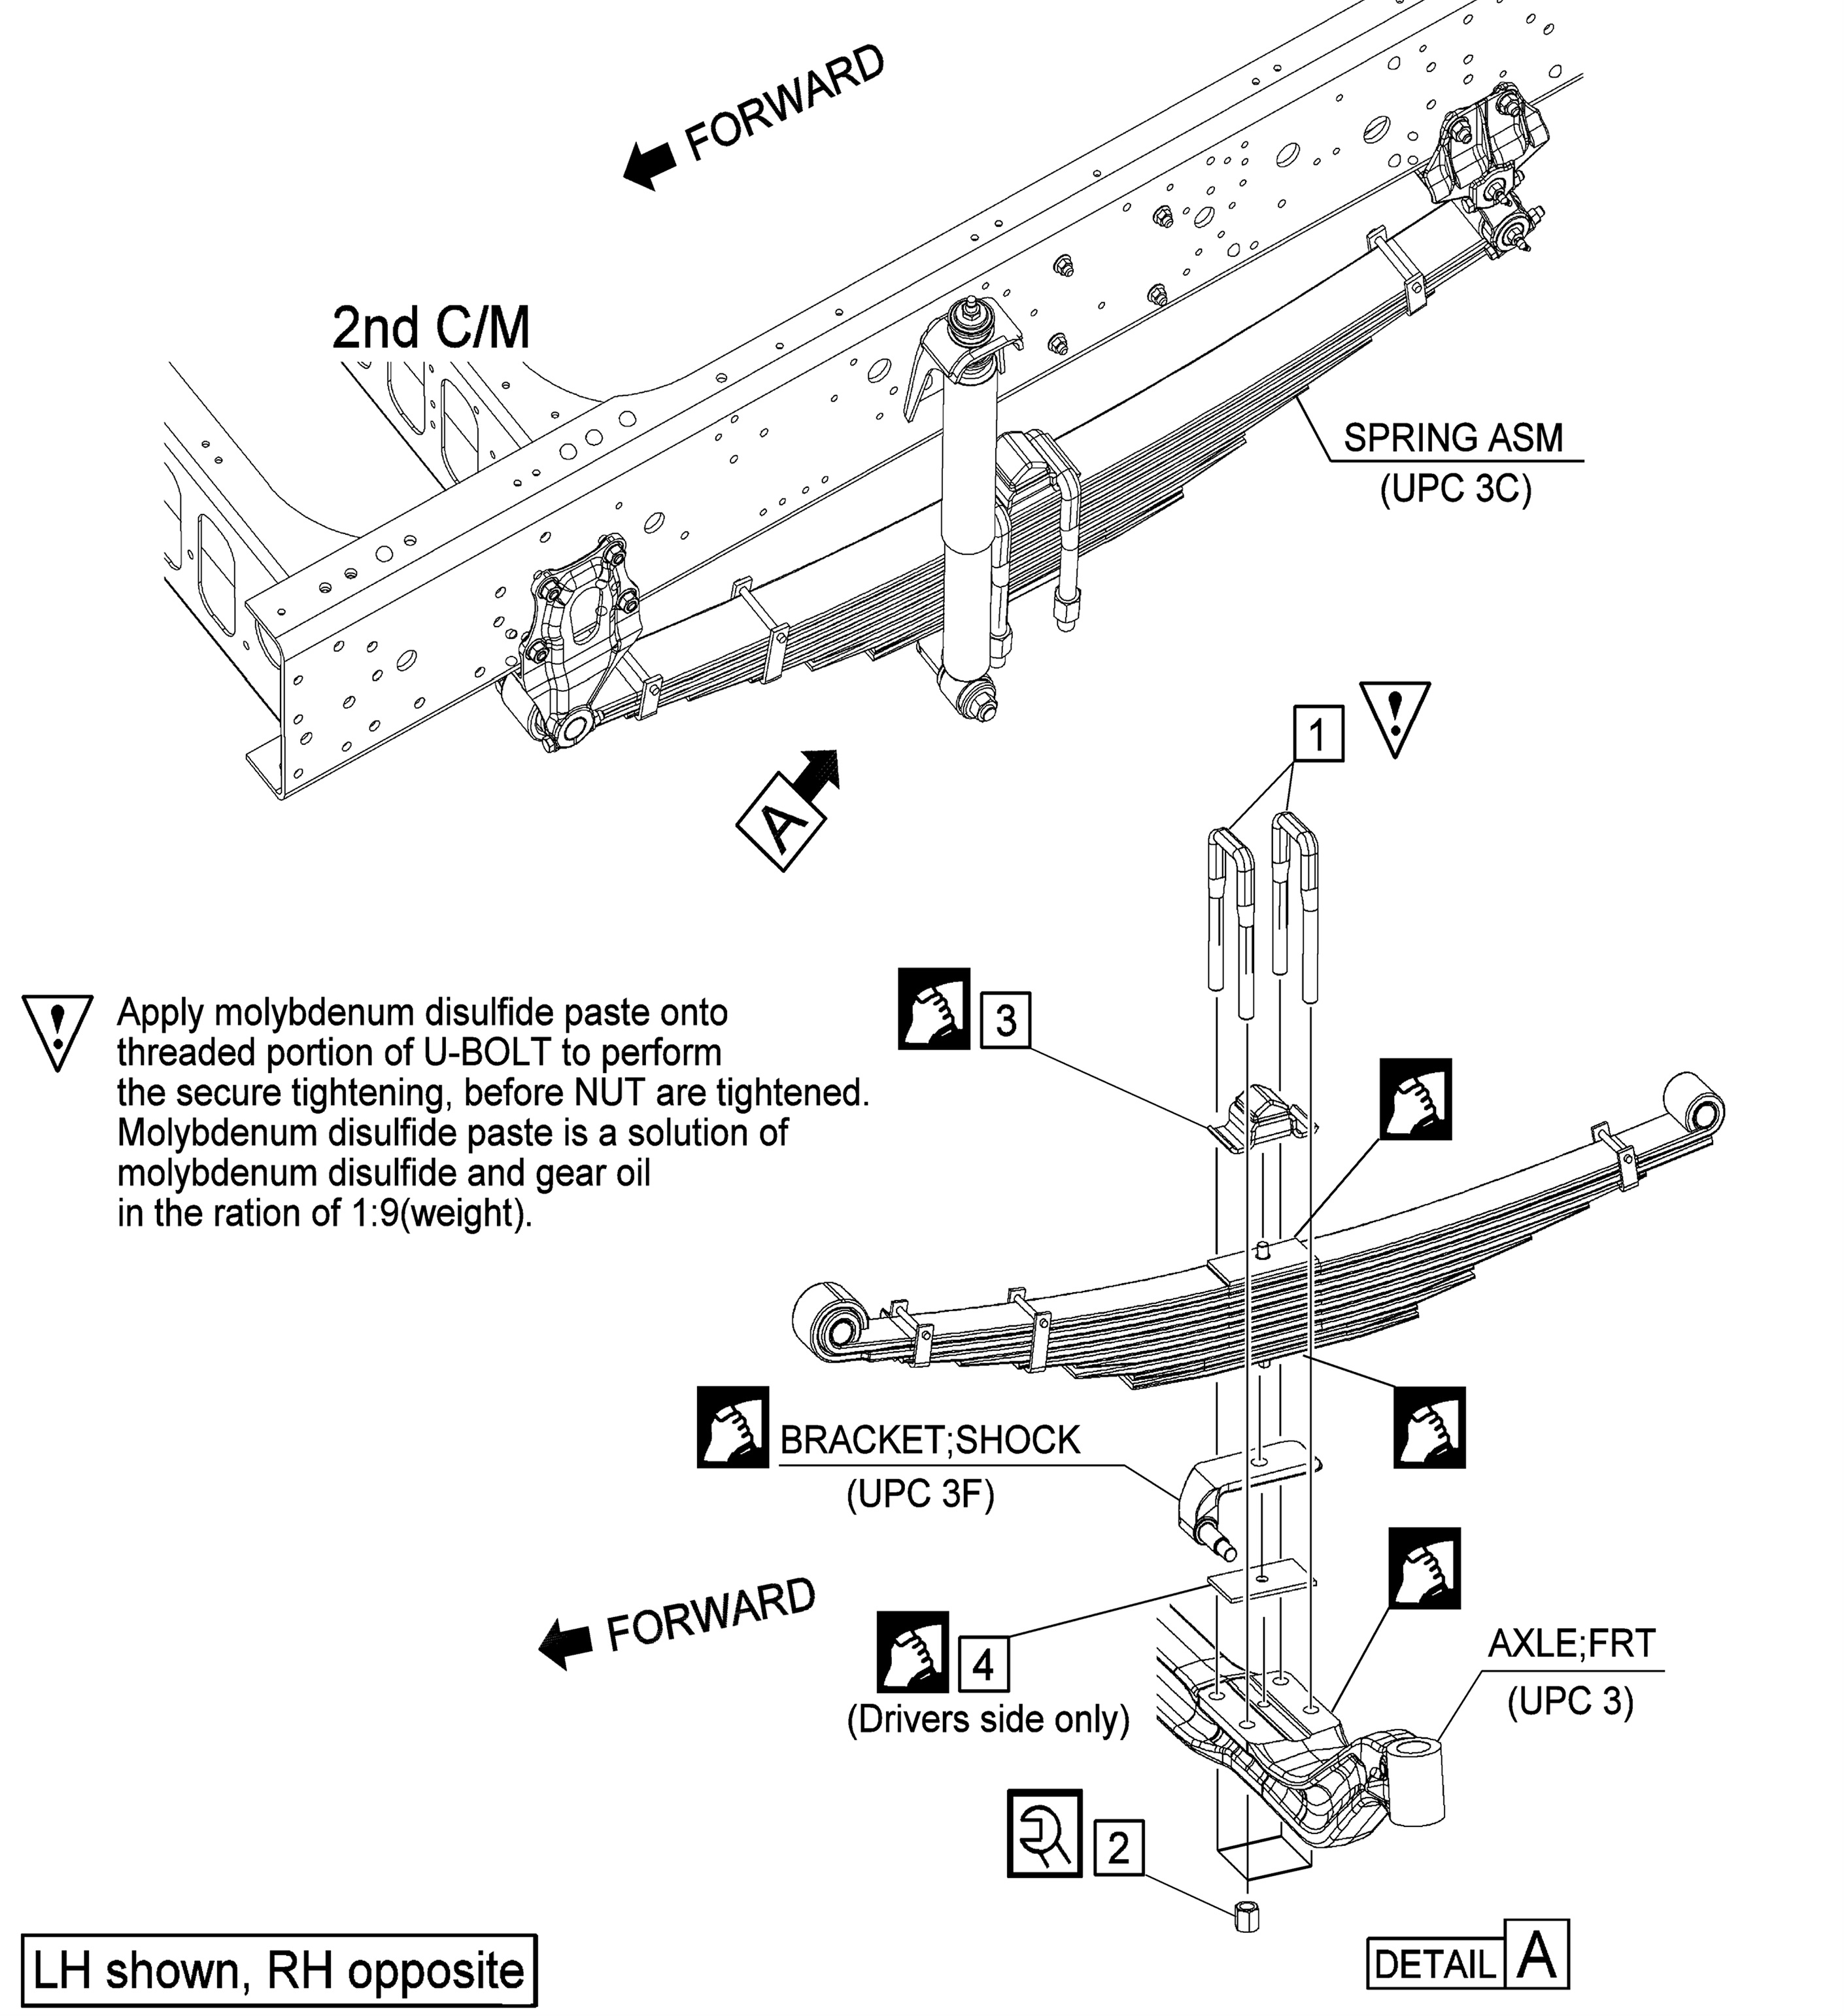 FORWARD
2nd C/M
SPRING ASM
(UPC 3C)
1
!
A
!
Apply molybdenum disulfide paste onto
threaded portion of U-BOLT to perform
the secure tightening, before NUT are tightened.
Molybdenum disulfide paste is a solution of
molybdenum disulfide and gear oil
in the ration of 1:9(weight).
3
BRACKET;SHOCK
(UPC 3F)
FORWARD
4
(Drivers side only)
AXLE;FRT
(UPC 3)
2
LH shown, RH opposite
DETAIL A